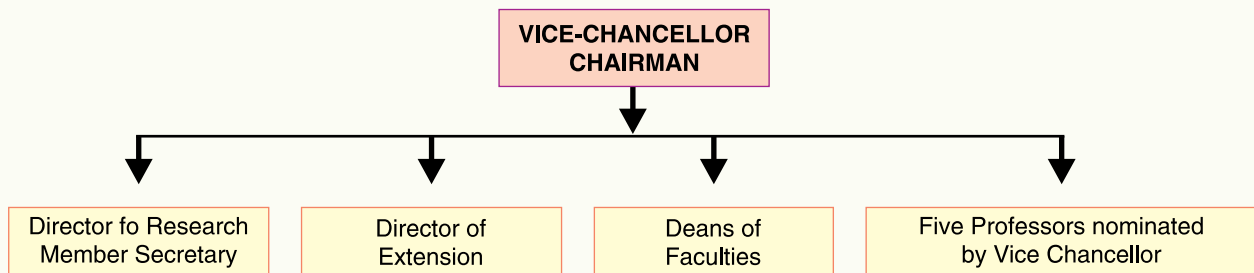 VICE-CHANCELLOR
CHAIRMAN
Director fo Research
Member Secretary
Director of
Extension
Deans of
Faculties
Five Professors nominated
by Vice Chancellor